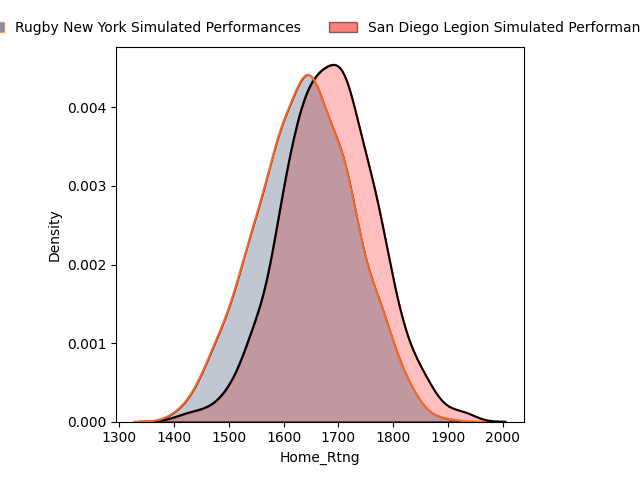 Rugby New York Simulated Performances San Diego Legion Simulated Performan
0.004
0.003
0.002
0.001
0.000
Density
1300 1400 1500 1600 1700 1800 1900 2000
Home_Rtng